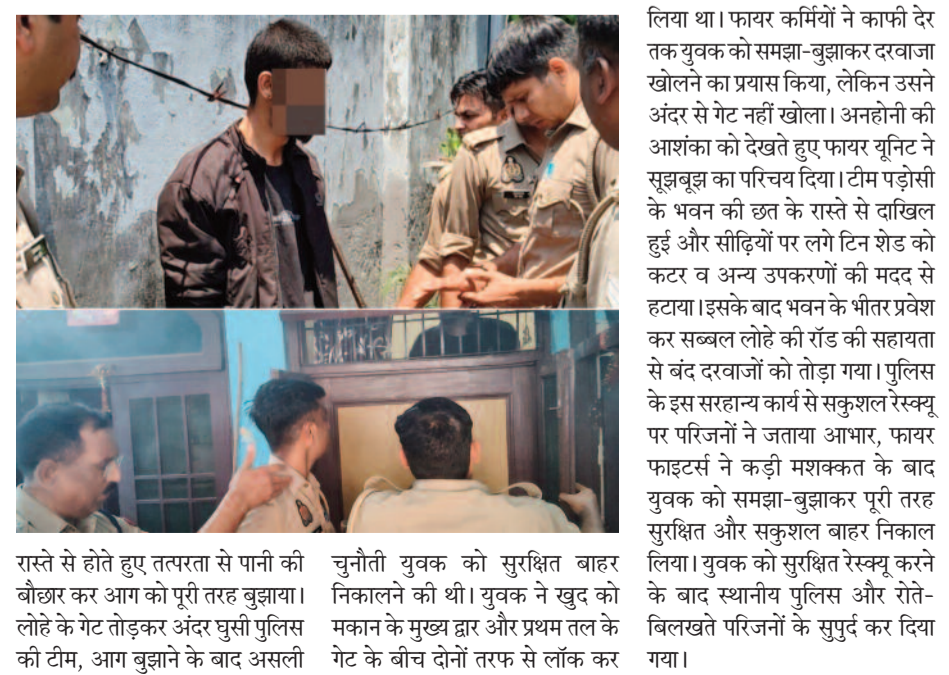 रास्ते से होते हुए तत्परता से पानी की
बौछार कर आग को पूरी तरह बुझाया।
लोहे के गेट तोड़कर अंदर घुसी पुलिस
की टीम, आग बुझाने के बाद असली
चुनौती युवक को सुरक्षित बाहर
निकालने की थी। युवक ने खुद को
मकान के मुख्य द्वार और प्रथम तल के
गेट के बीच दोनों तरफ से लॉक कर
लिया था। फायर कर्मियों ने काफी देर
तक युवक को समझा-बुझाकर दरवाजा
खोलने का प्रयास किया, लेकिन उसने
अंदर से गेट नहीं खोला। अनहोनी की
आशंका को देखते हुए फायर यूनिट ने
सूझबूझ का परिचय दिया। टीम पड़ोसी
के भवन की छत के रास्ते से दाखिल
हुई और सीढ़ियों पर लगे टिन शेड को
कटर व अन्य उपकरणों की मदद से
हटाया। इसके बाद भवन के भीतर प्रवेश
कर सब्बल लोहे की रॉड की सहायता
से बंद दरवाजों को तोड़ा गया। पुलिस
के इस सरहान्य कार्य से सकुशल रेस्क्यू
पर परिजनों ने जताया आभार, फायर
फाइटर्स ने कड़ी मशक्कत के बाद
युवक को समझा-बुझाकर पूरी तरह
सुरक्षित और सकुशल बाहर निकाल
लिया। युवक को सुरक्षित रेस्क्यू करने
के बाद स्थानीय पुलिस और रोते-
बिलखते परिजनों के सुपुर्द कर दिया
गया।